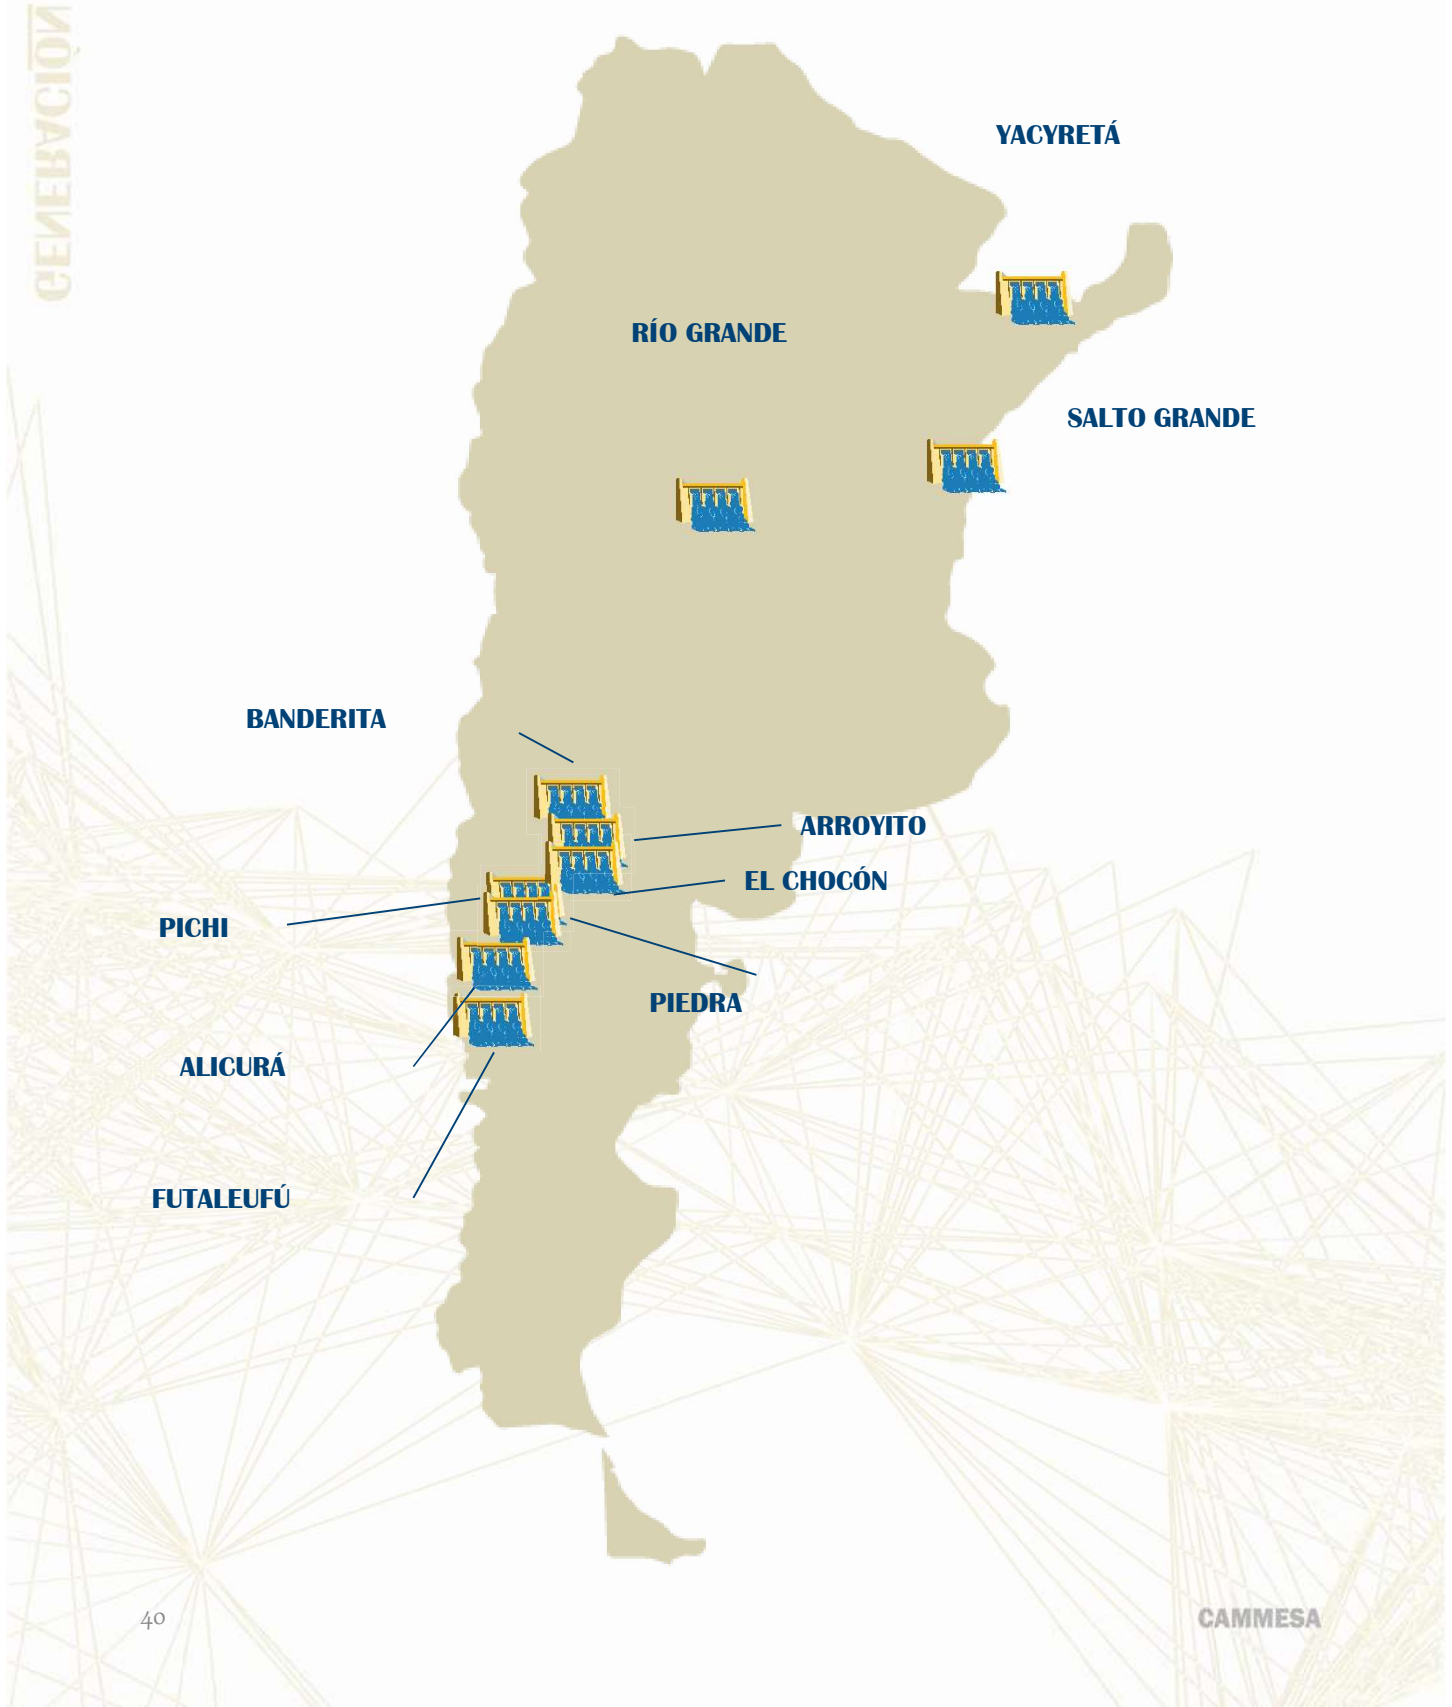 GENERACIÓN
YACYRETÁ
RÍO GRANDE
SALTO GRANDE
BANDERITA
ARROYITO
EL CHOCÓN
PICHI
PIEDRA
ALICURÁ
FUTALEUFÚ
40
CAMMESA